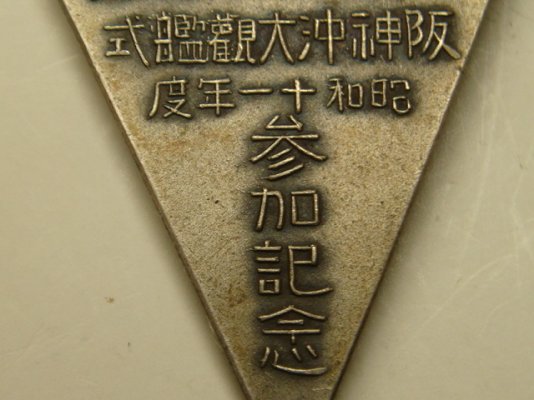 阪神沖大觀艦式
昭和十一年度
参加記念